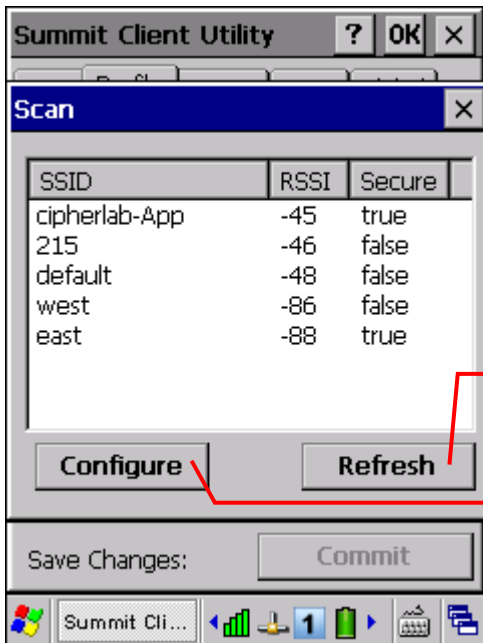 Summit Client Utility ? OK ×
Scan ×
SSID RSSI Secure
cipherlab-App -45 true
215 -46 false
default -48 false
west -86 false
east -88 true
Configure Refresh
Save Changes: Commit
Summit Cli... 1